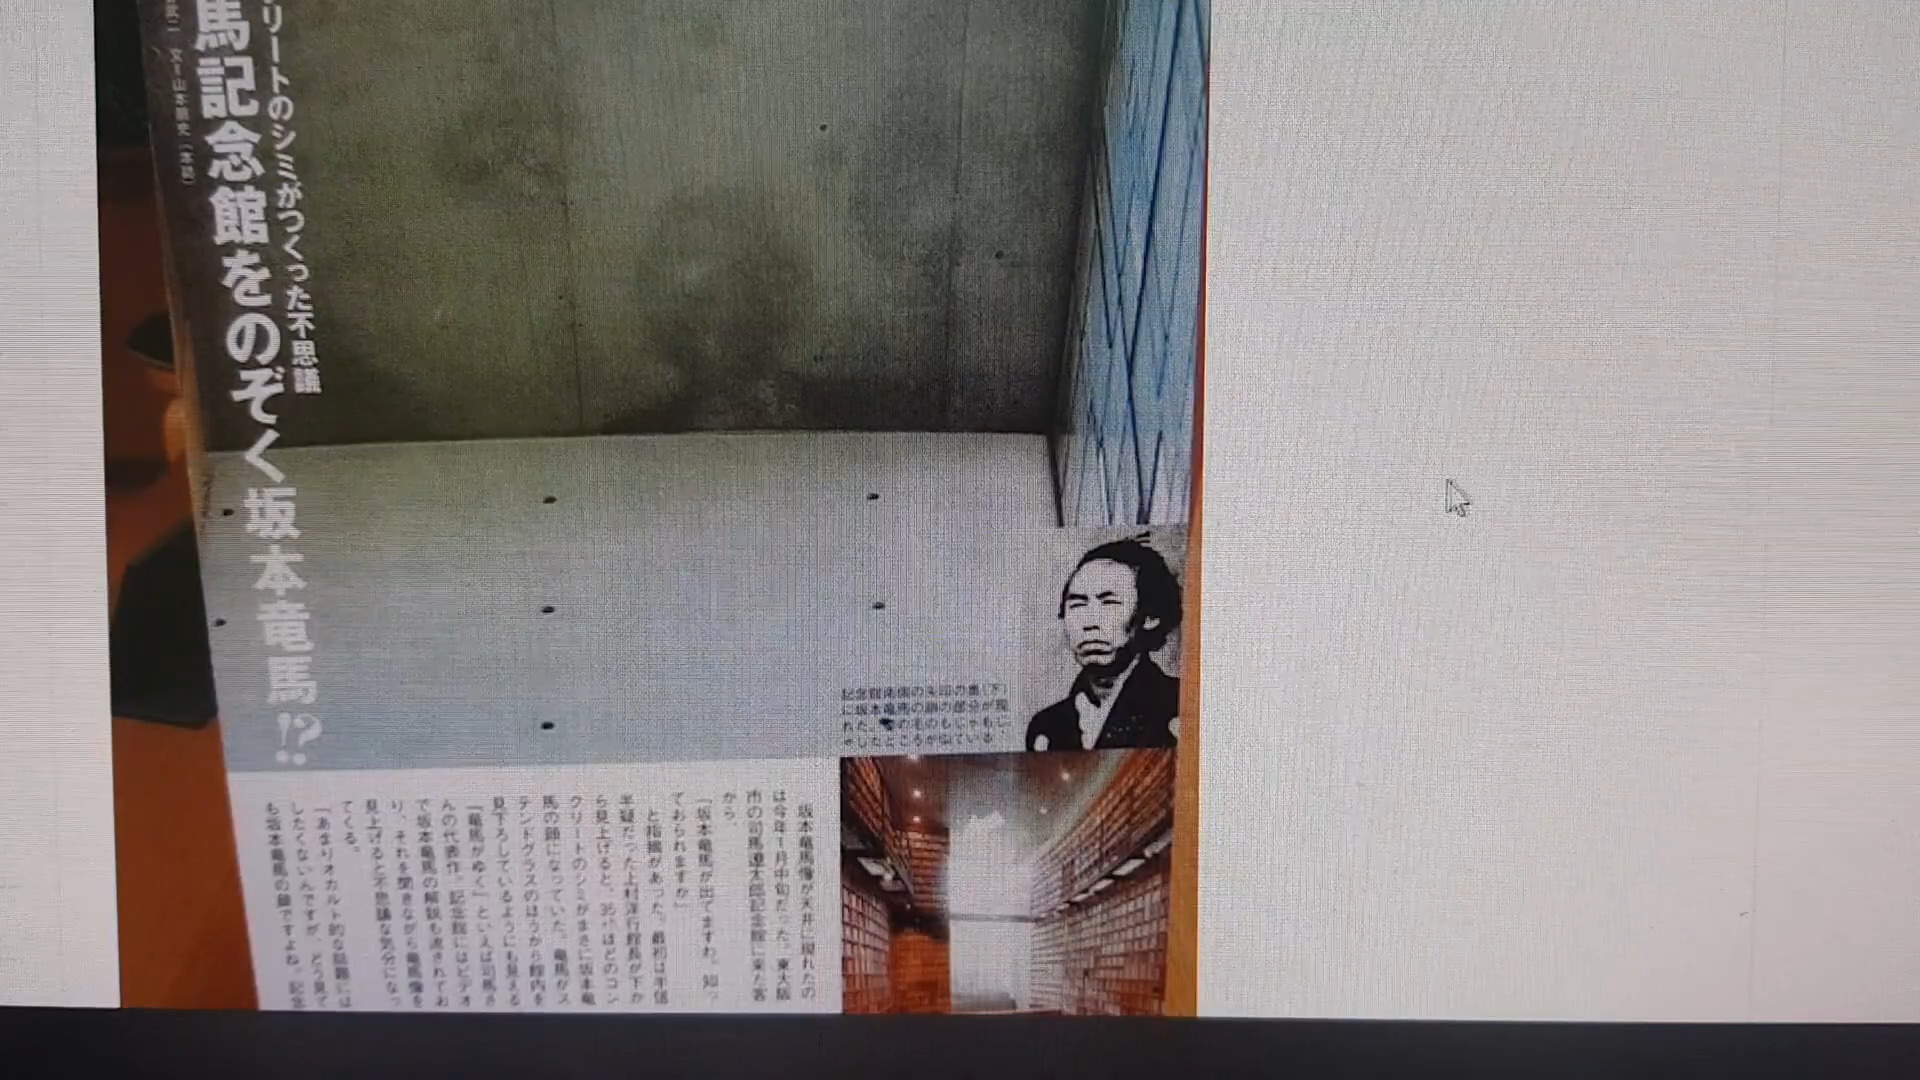 リートのシミがつくった不思議
馬記念館をのぞく坂本竜馬!?
文=山本
記念館
に坂本竜馬の顔の部分が現
れた。
したところが似ている
坂本竜馬像が天井に現れたの
は今年1月中旬だった。東大阪
市の司馬遼太郎記念館に来た客
から、
「坂本竜馬が出てますわ。知っ
ておられますか」
と指摘があった。最初は半信
半疑だった上村洋行館長が下か
ら見上げると、
ほどのコン
クリートのシミがまさに坂本竜
馬の顔になっていた。竜馬がス
テンドグラスのほうから館内を
見下ろしているようにも見える。
『竜馬がゆく』といえば司馬さ
んの代表作。記念館にはビデオ
で坂本竜馬の解説も流されてお
り、それを聞きながら竜馬像を
見上げると不思議な気分になっ
てくる。
「あまりオカルト的な話題には
したくないんですが、どう見て
も坂本竜馬の顔ですよね。記念